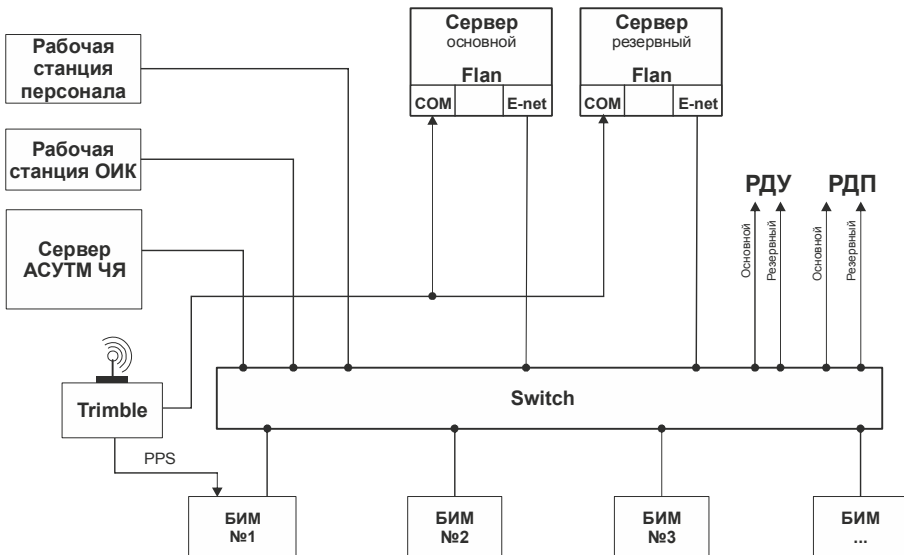 Рабочая
станция
персонала
Сервер
основной
Flan
COM
E-net
Сервер
резервный
Flan
COM
E-net
Рабочая
станция ОИК
Сервер
АСУТМ ЧЯ
РДУ
РДП
Основной
Резервный
Основной
Резервный
Trimble
Switch
PPS
БИМ
№1
БИМ
№2
БИМ
№3
БИМ
...